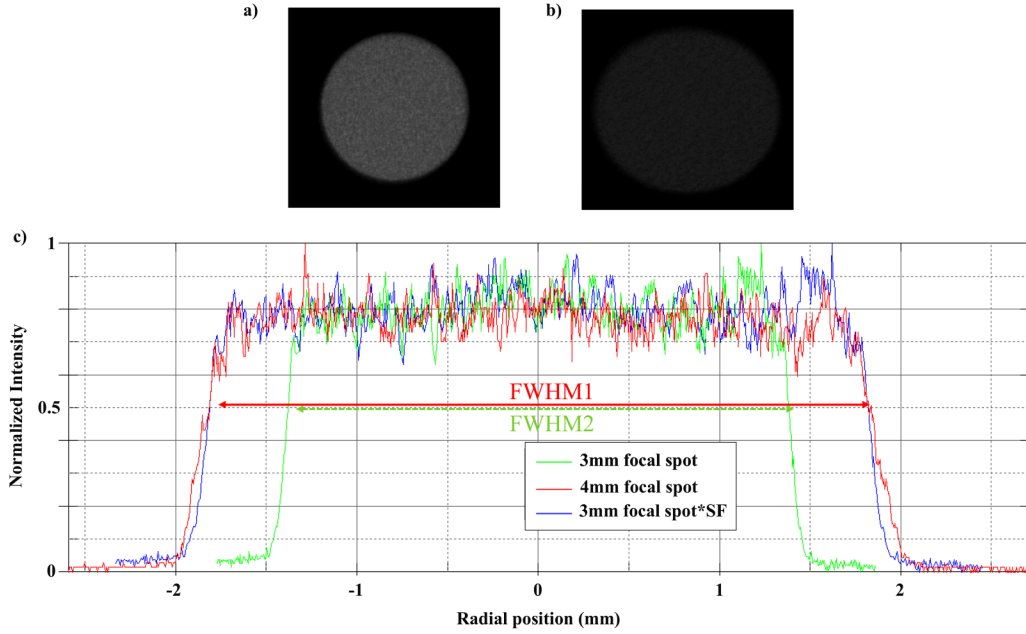 a)
b)
c)
1
0.5
0
Normalized Intensity
FWHM1
FWHM2
3mm focal spot
4mm focal spot
3mm focal spot*SF
-2
-1
0
1
2
Radial position (mm)